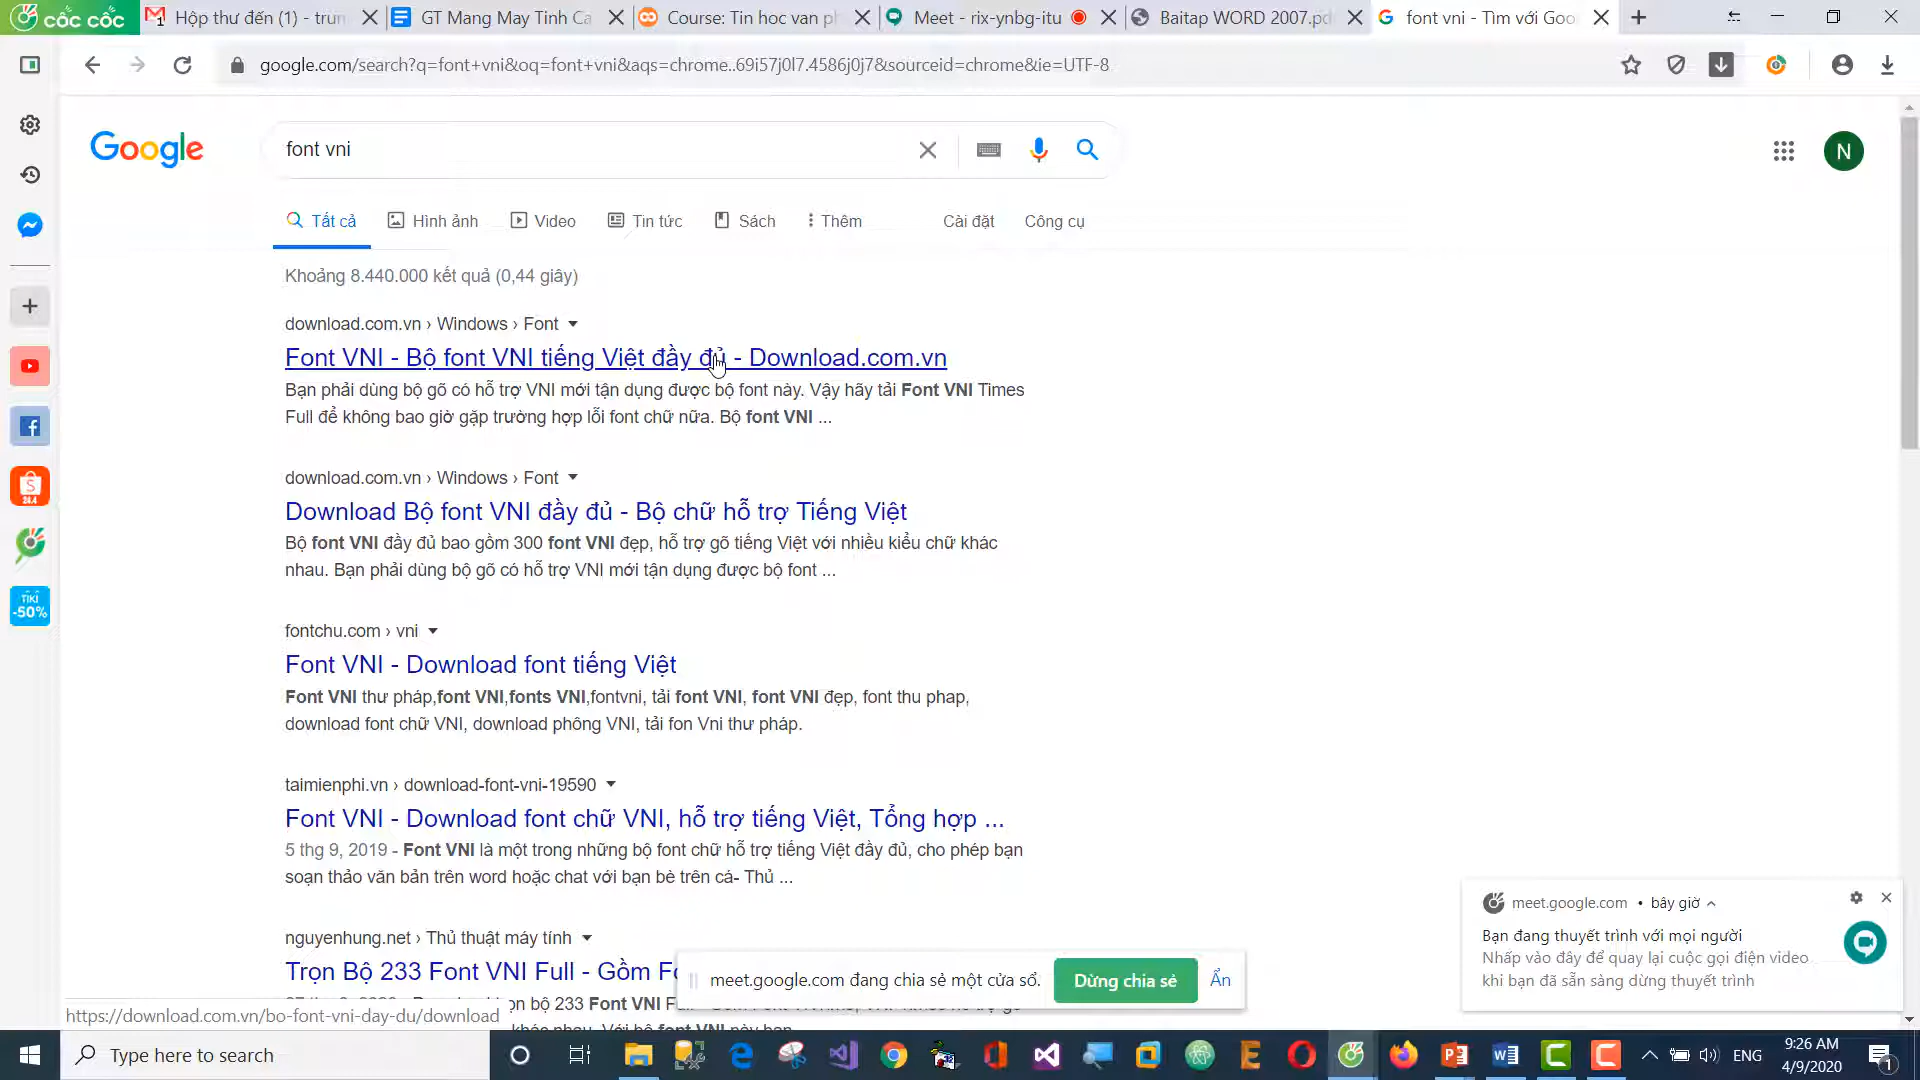 cốc cốc
Hộp thư đến (1) - trun
GT Mang May Tinh Ca
Course: Tin hoc van ph
Meet - rix-ynbg-itu
Baitap WORD 2007.pd
font vni - Tìm với Goo
google.com/search?q=font+vni&oq=font+vni&aqs=chrome..69i57j0l7.4586j0j7&sourceid=chrome&ie=UTF-8
Google
font vni
N
Tất cả
Hình ảnh
Video
Tin tức
Sách
Thêm
Cài đặt
Công cụ
Khoảng 8.440.000 kết quả (0,44 giây)
download.com.vn › Windows › Font
Font VNI - Bộ font VNI tiếng Việt đầy đủ - Download.com.vn
Bạn phải dùng bộ gõ có hỗ trợ VNI mới tận dụng được bộ font này. Vậy hãy tải Font VNI Times
Full để không bao giờ gặp trường hợp lỗi font chữ nữa. Bộ font VNI ...
download.com.vn › Windows › Font
Download Bộ font VNI đầy đủ - Bộ chữ hỗ trợ Tiếng Việt
Bộ font VNI đầy đủ bao gồm 300 font VNI đẹp, hỗ trợ gõ tiếng Việt với nhiều kiểu chữ khác
nhau. Bạn phải dùng bộ gõ có hỗ trợ VNI mới tận dụng được bộ font ...
TIKI
-50%
fontchu.com › vni
Font VNI - Download font tiếng Việt
Font VNI thư pháp,font VNI,fonts VNI,fontvni, tải font VNI, font VNI đẹp, font thu phap,
download font chữ VNI, download phông VNI, tải fon Vni thư pháp.
taimienphi.vn › download-font-vni-19590
Font VNI - Download font chữ VNI, hỗ trợ tiếng Việt, Tổng hợp ...
5 thg 9, 2019 - Font VNI là một trong những bộ font chữ hỗ trợ tiếng Việt đầy đủ, cho phép bạn
soạn thảo văn bản trên word hoặc chat với bạn bè trên cá- Thủ ...
nguyenhung.net › Thủ thuật máy tính
Trọn Bộ 233 Font VNI Full - Gồm Fo
bộ 233 Font VNI
meet.google.com đang chia sẻ một cửa sổ.
Dừng chia sẻ
Ẩn
meet.google.com • bây giờ
Bạn đang thuyết trình với mọi người
Nhấp vào đây để quay lại cuộc gọi điện video
khi bạn đã sẵn sàng dừng thuyết trình
https://download.com.vn/bo-font-vni-day-du/download
Type here to search
ENG
9:26 AM
4/9/2020
1